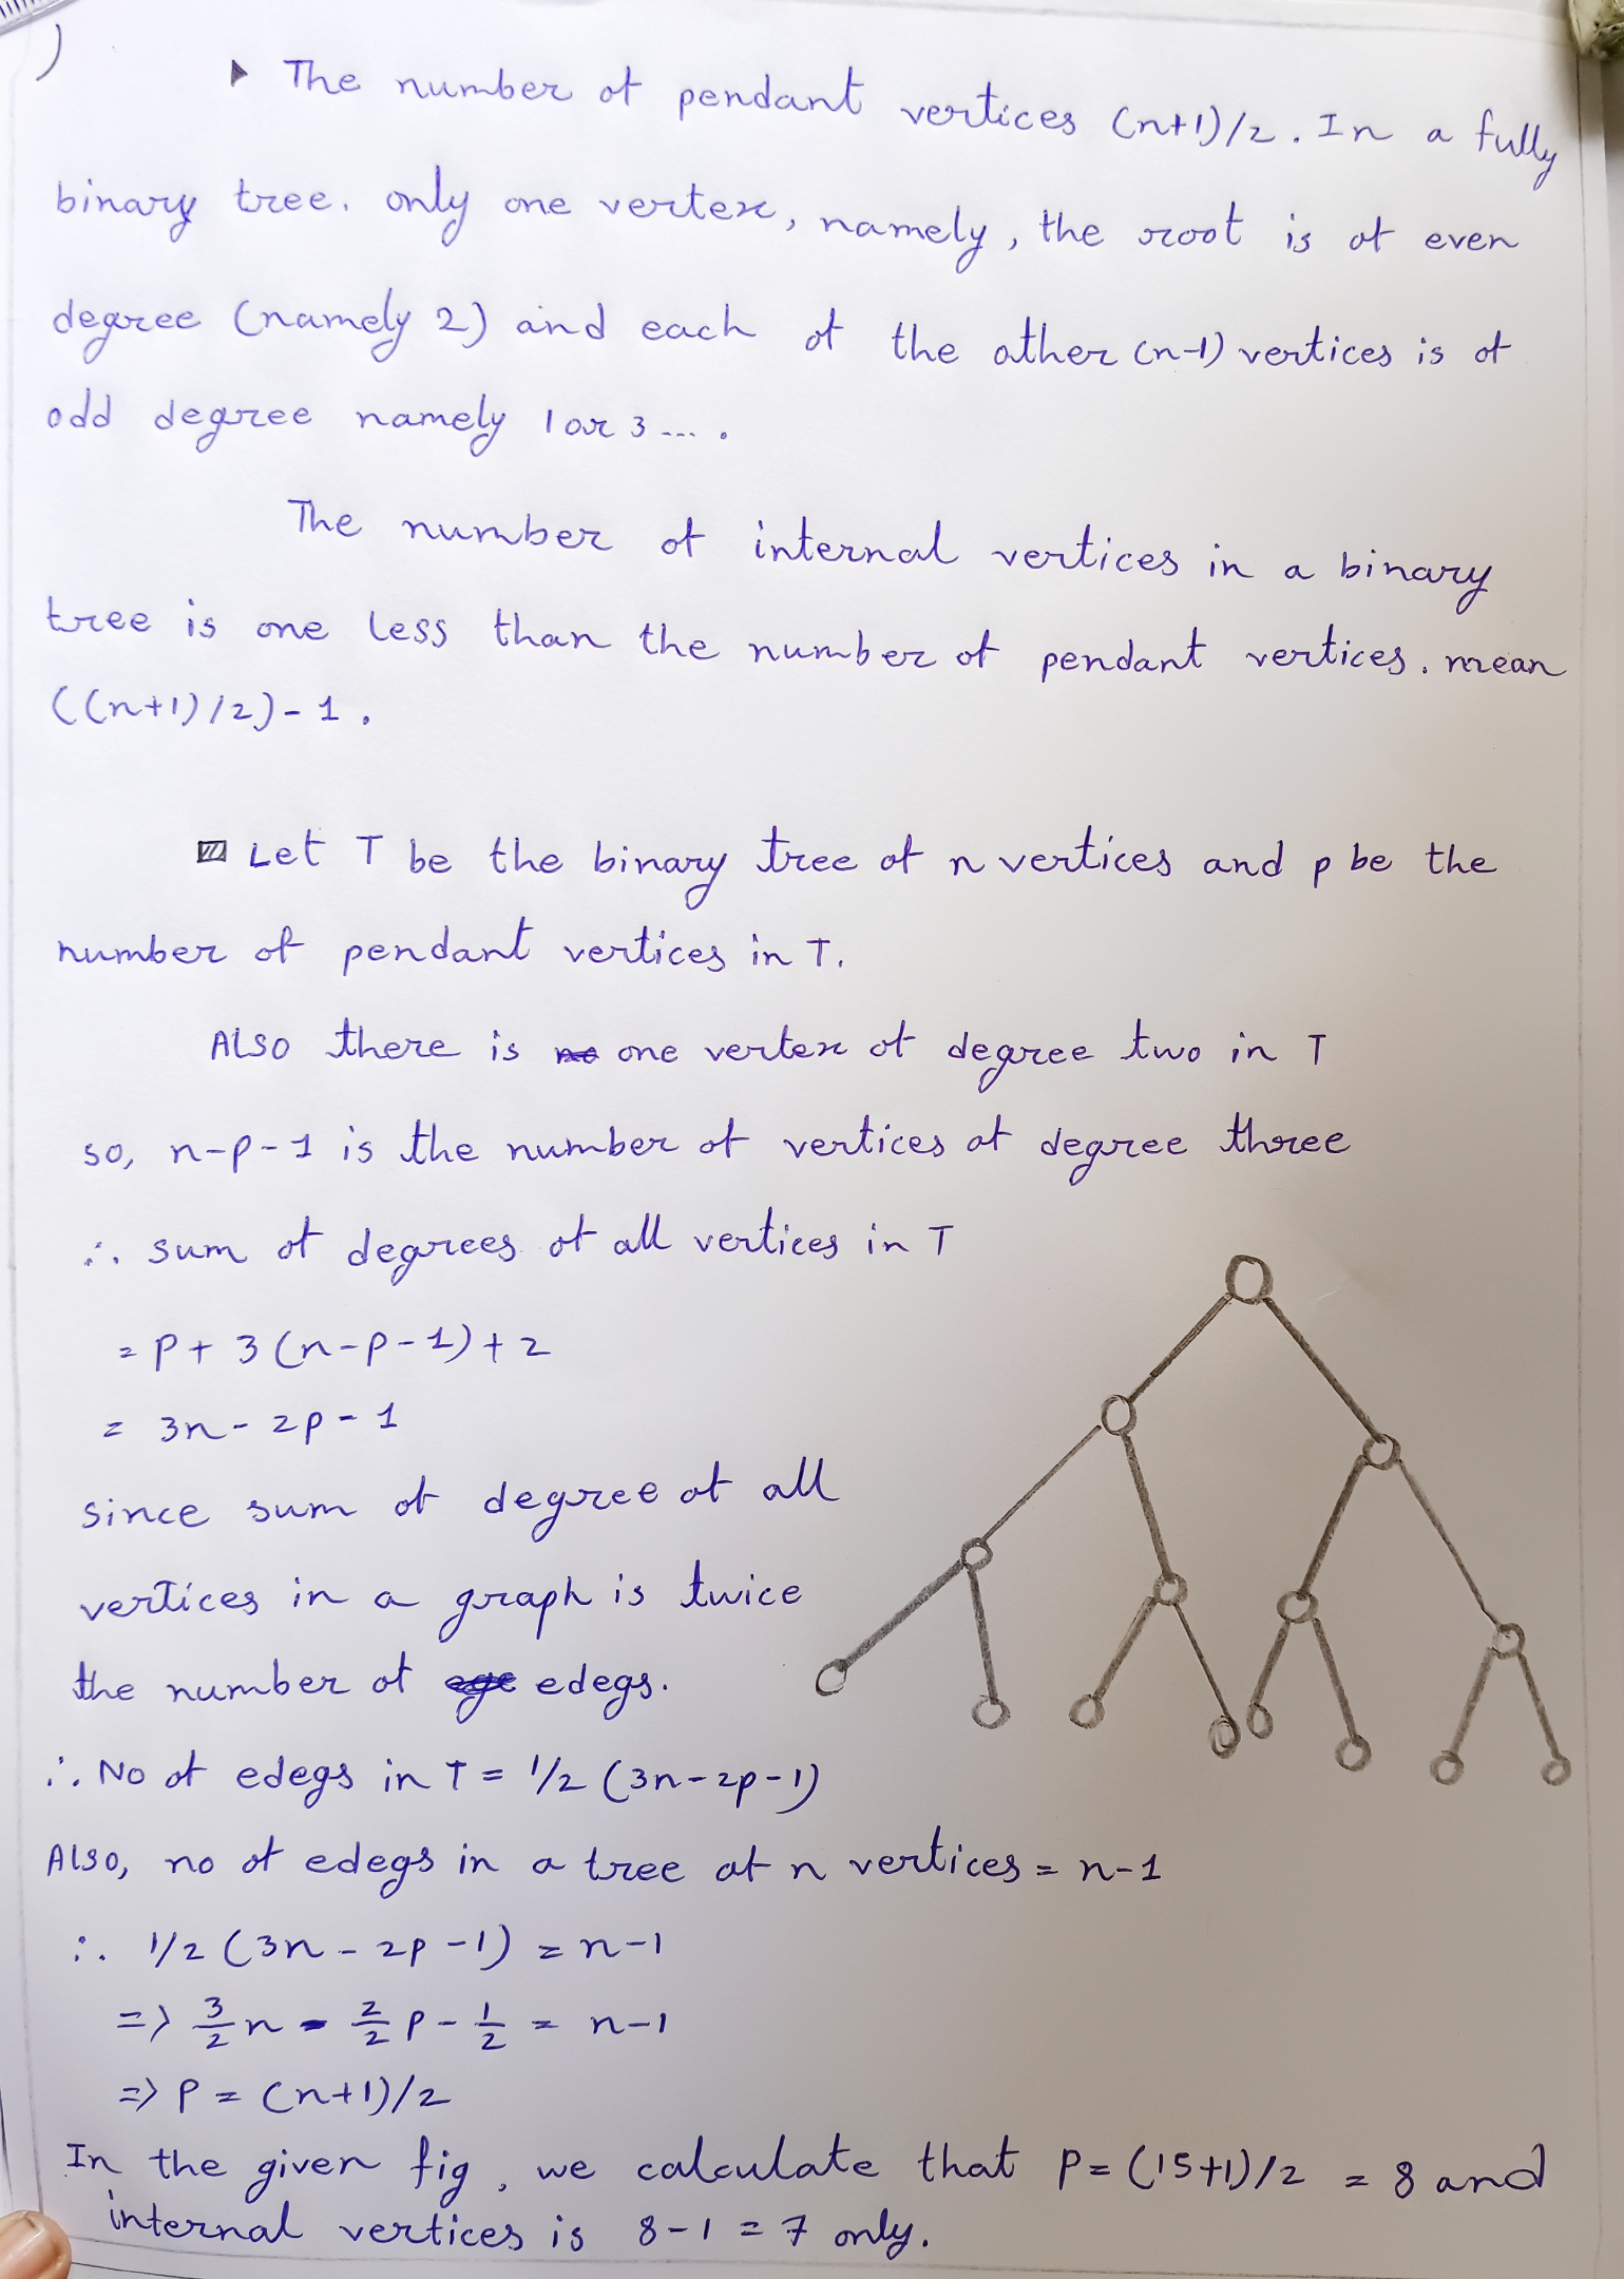 )
▸ The number of pendant vertices (n+1)/2. In a fully
binary tree. only one vertex, namely, the root is of even
degree (namely 2) and each of the other (n-1) vertices is of
odd degree namely 1 or 3 ... .
The number of internal vertices in a binary
tree is one less than the number of pendant vertices. mean
((n+1)/2)-1.
Let T be the binary tree of n vertices and p be the
number of pendant vertices in T.
Also there is one vertex of degree two in T
so, n-p-1 is the number of vertices of degree three
∴ sum of degrees of all vertices in T
= p + 3(n-p-1)+2
= 3n-2p-1
since sum of degree of all
vertices in a graph is twice
the number of edegs.
∴ No of edegs in T = 1/2 (3n-2p-1)
Also, no of edegs in a tree of n vertices = n-1
∴ 1/2 (3n-2p-1) = n-1
=> 3/2 n - 2/2 p - 1/2 = n-1
=> P = (n+1)/2
In the given fig, we calculate that P = (15+1)/2 = 8 and
internal vertices is 8-1 = 7 only.